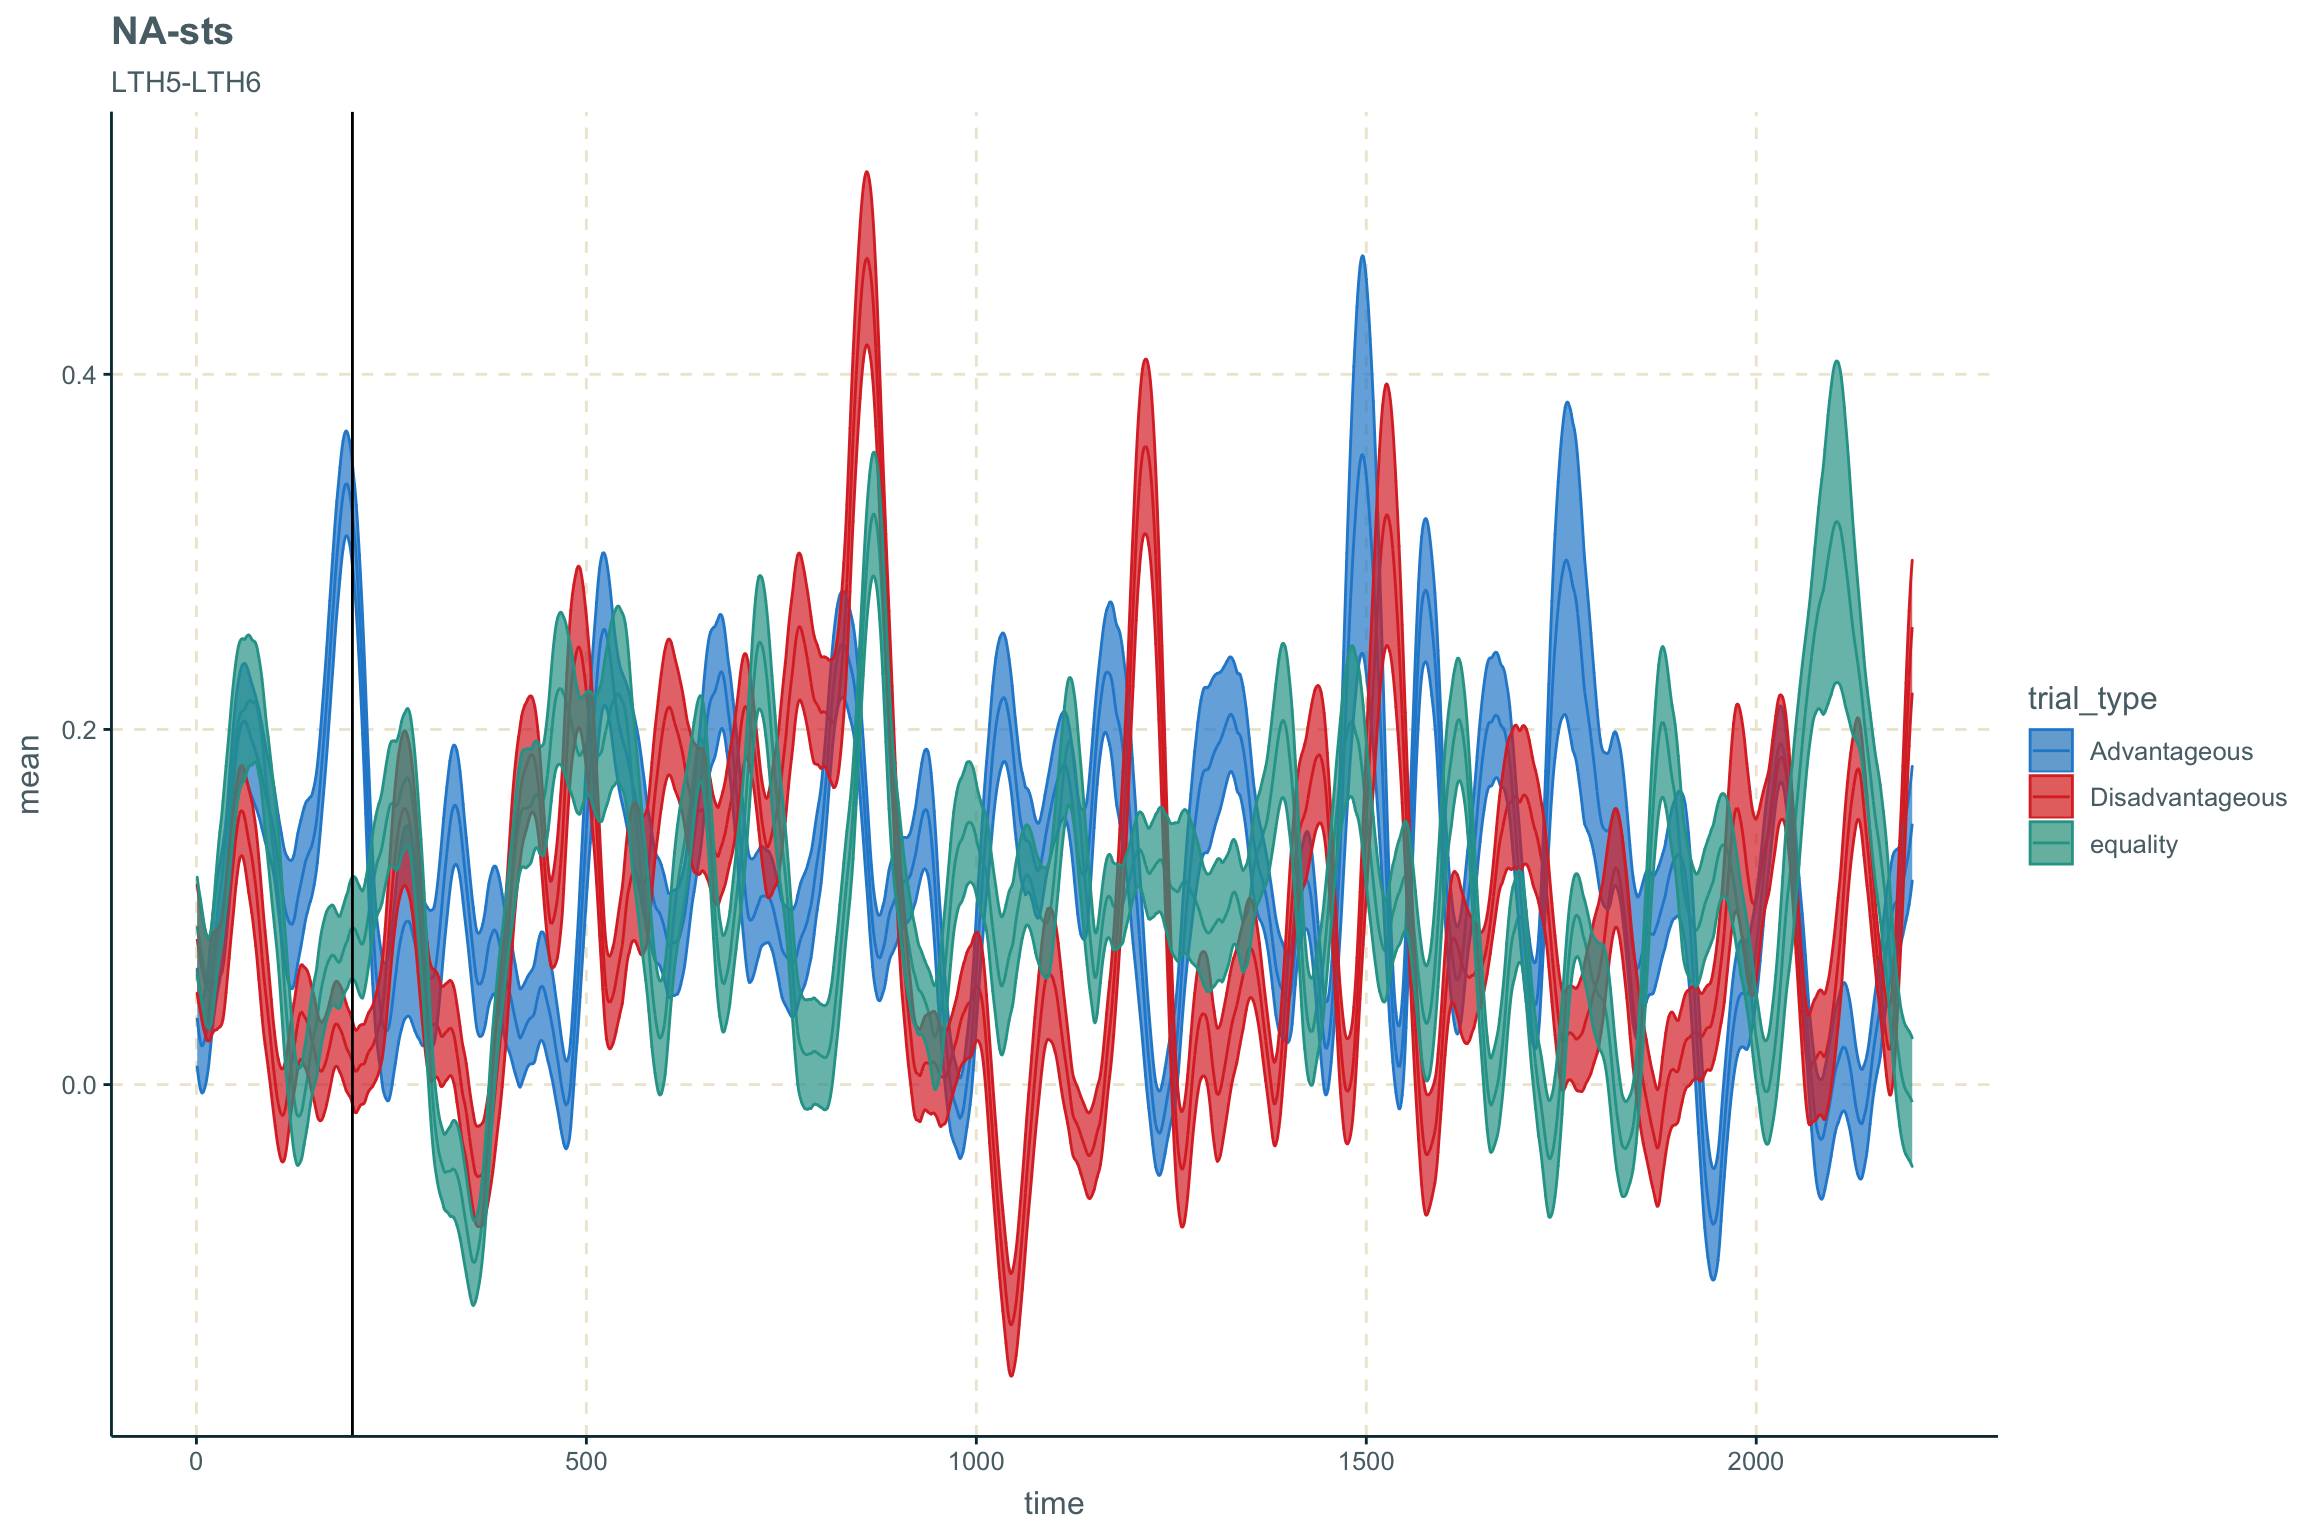 NA-sts
LTH5-LTH6
mean
0.4
0.2
0.0
0
500
1000
1500
2000
time
trial_type
Advantageous
Disadvantageous
equality